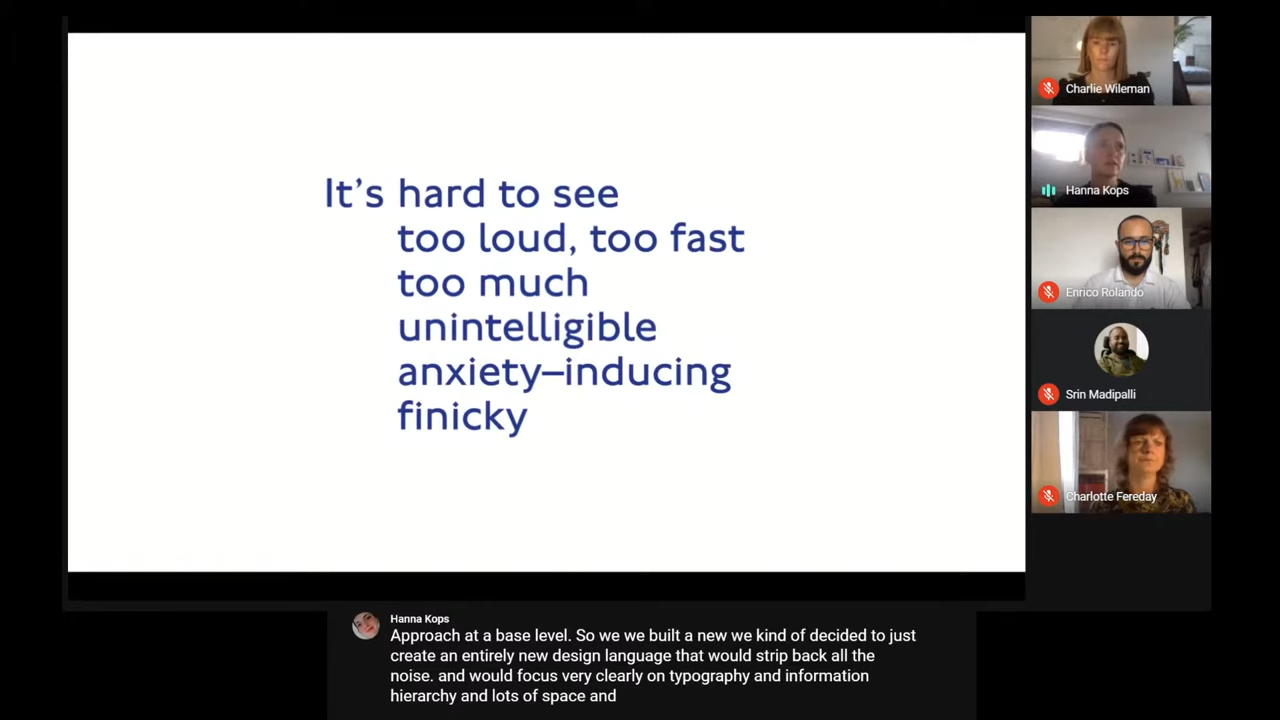 It’s hard to see
too loud, too fast
too much
unintelligible
anxiety–inducing
finicky
Charlie Wileman
Hanna Kops
Enrico Rolando
Srin Madipalli
Charlotte Fereday
Hanna Kops
Approach at a base level. So we we built a new we kind of decided to just
create an entirely new design language that would strip back all the
noise. and would focus very clearly on typography and information
hierarchy and lots of space and